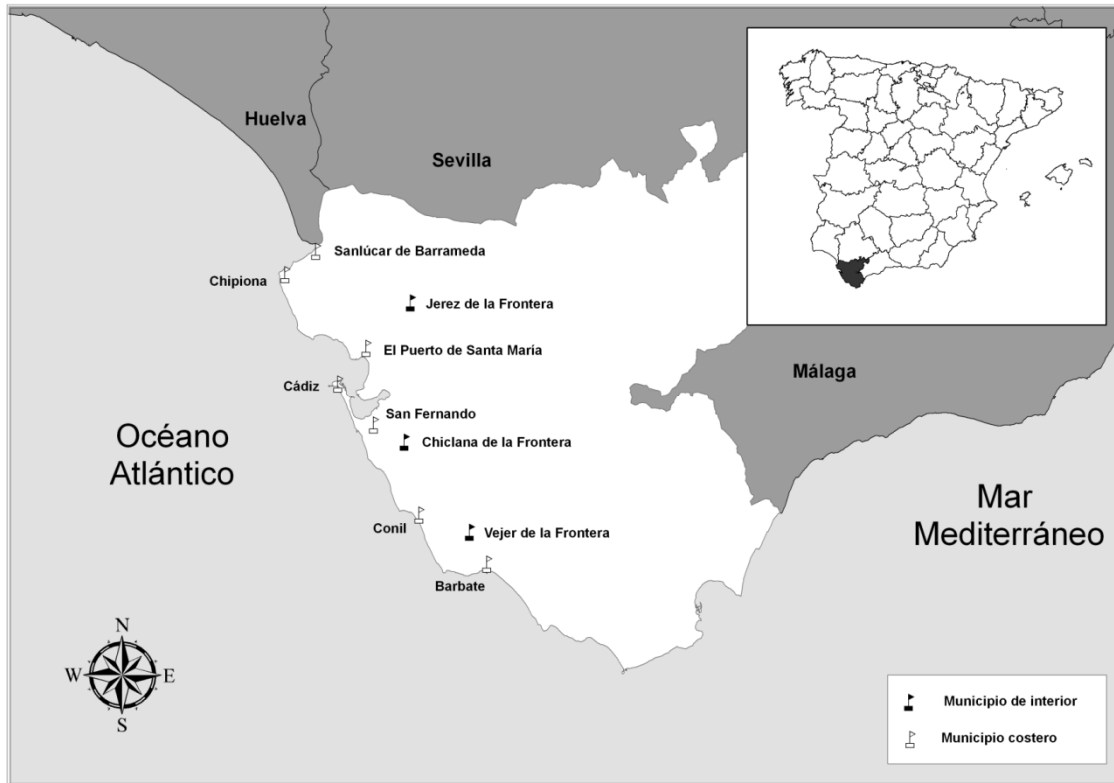 Huelva
Sevilla
Sanlúcar de Barrameda
Chipiona
Jerez de la Frontera
El Puerto de Santa María
Málaga
Cádiz
San Fernando
Océano
Atlántico
Chiclana de la Frontera
Mar
Mediterráneo
Conil
Vejer de la Frontera
Barbate
N
W
E
S
Municipio de interior
Municipio costero